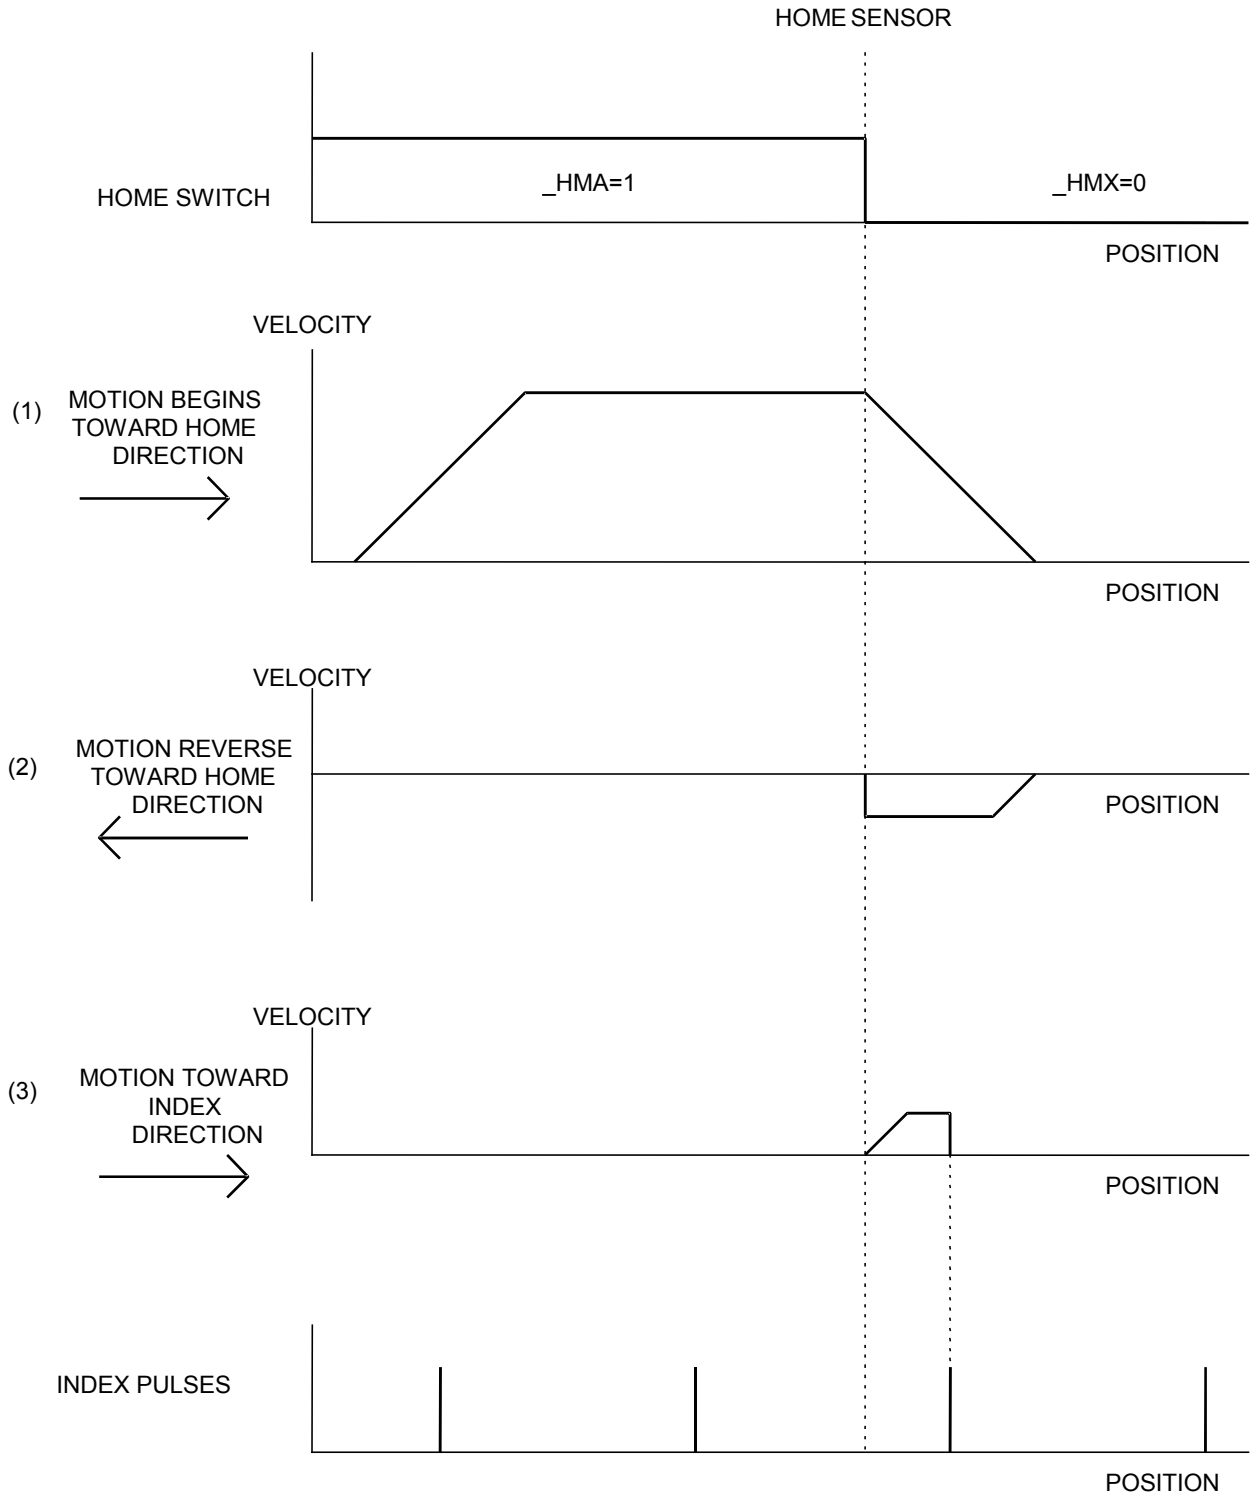 HOME SENSOR
_HMA=1
_HMX=0
HOME SWITCH
POSITION
VELOCITY
(1)
MOTION BEGINS
TOWARD HOME
DIRECTION
POSITION
VELOCITY
(2)
MOTION REVERSE
TOWARD HOME
DIRECTION
POSITION
VELOCITY
(3)
MOTION TOWARD
INDEX
DIRECTION
POSITION
INDEX PULSES
POSITION